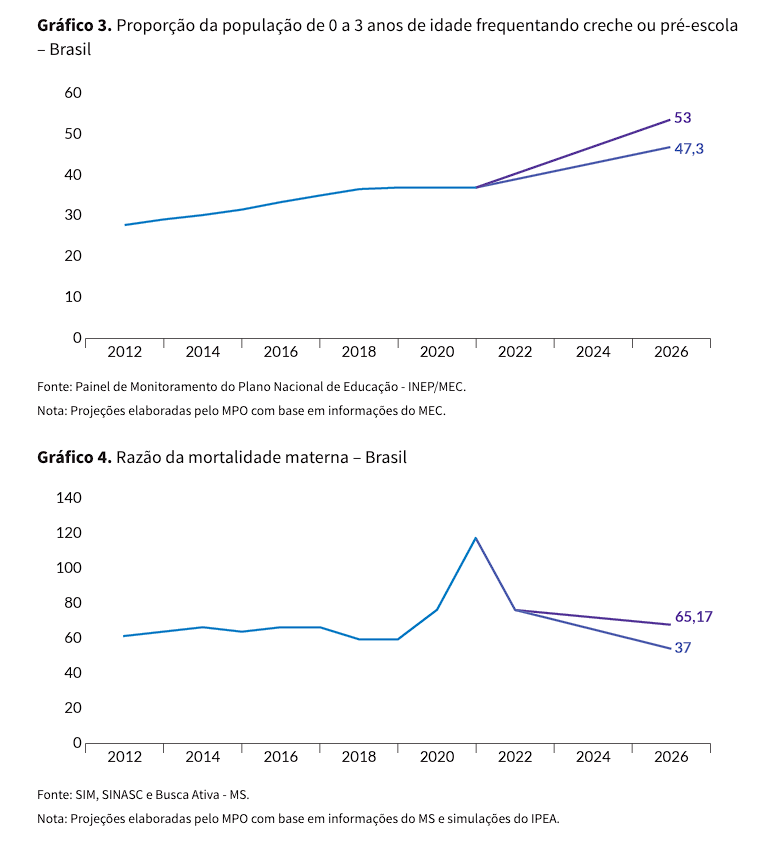 Gráfico 3. Proporção da população de 0 a 3 anos de idade frequentando creche ou pré-escola
– Brasil
60
53
50
47,3
40
30
20
10
0
2012 2014 2016 2018 2020 2022 2024 2026
Fonte: Painel de Monitoramento do Plano Nacional de Educação - INEP/MEC.
Nota: Projeções elaboradas pelo MPO com base em informações do MEC.
Gráfico 4. Razão da mortalidade materna – Brasil
140
120
100
80
65,17
60
37
40
20
0
2012 2014 2016 2018 2020 2022 2024 2026
Fonte: SIM, SINASC e Busca Ativa - MS.
Nota: Projeções elaboradas pelo MPO com base em informações do MS e simulações do IPEA.